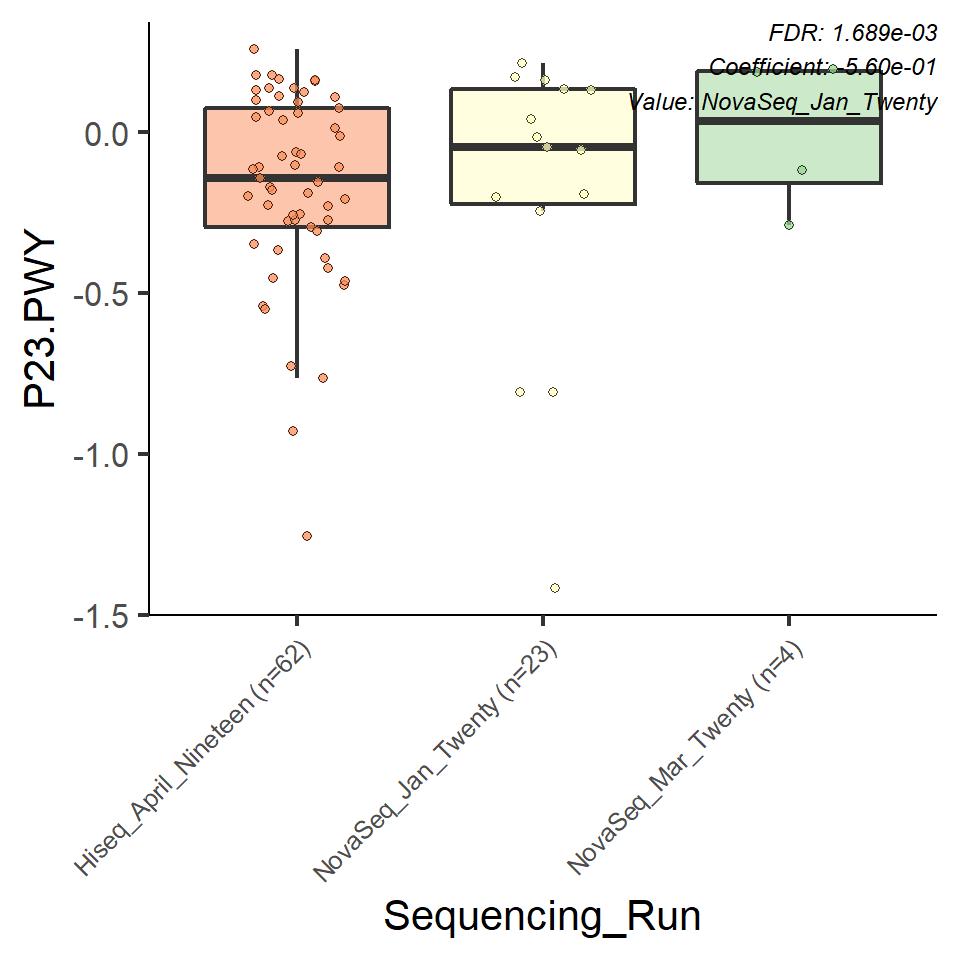 FDR: 1.689e-03
Coefficient: -5.60e-01
Value: NovaSeq_Jan_Twenty
P23.PWY
0.0
-0.5
-1.0
-1.5
Hiseq_April_Nineteen (n=62)
NovaSeq_Jan_Twenty (n=23)
NovaSeq_Mar_Twenty (n=4)
Sequencing_Run